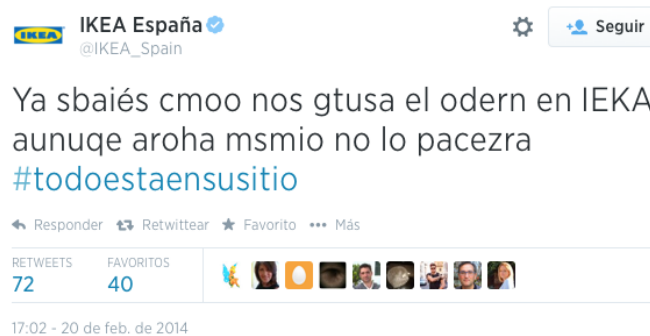 IKEA
IKEA España
@IKEA_Spain
Seguir
Ya sbaiés cmoo nos gtusa el odern en IEKA
aunuqe aroha msmio no lo pacezra
#todoestaensusitio
Responder Retwittear Favorito Más
RETWEETS FAVORITOS
72 40
17:02 - 20 de feb. de 2014